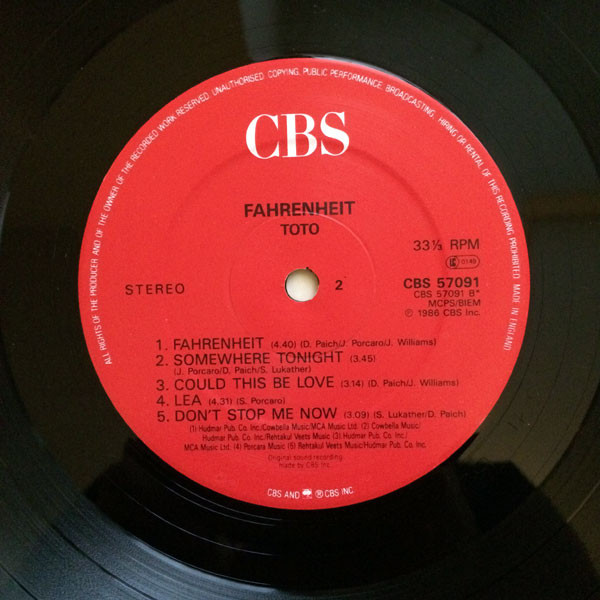 ALL RIGHTS OF THE PRODUCER AND OF THE OWNER OF THE RECORDED WORK RESERVED. UNAUTHORISED COPYING, PUBLIC PERFORMANCE, BROADCASTING, HIRING OR RENTAL OF THIS RECORDING PROHIBITED. MADE IN ENGLAND
CBS
FAHRENHEIT
TOTO
33⅓ RPM
0149
STEREO
2
CBS 57091
CBS 57091 B*
MCPS/BIEM
℗ 1986 CBS Inc.
1. FAHRENHEIT (4.40) (D. Paich/J. Porcaro/J. Williams)
2. SOMEWHERE TONIGHT (3.45)
(J. Porcaro/D. Paich/S. Lukather)
3. COULD THIS BE LOVE (3.14) (D. Paich/J. Williams)
4. LEA (4.31) (S. Porcaro)
5. DON'T STOP ME NOW (3.09) (S. Lukather/D. Paich)
(1) Hudmar Pub. Co. Inc./Cowbella Music/MCA Music Ltd. (2) Cowbella Music/
Hudmar Pub. Co. Inc./Rehtakul Veets Music (3) Hudmar Pub. Co. Inc./
MCA Music Ltd. (4) Porcara Music (5) Rehtakul Veets Music/Hudmar Pub. Co. Inc.
Original sound recording
made by CBS Inc.
CBS AND ® CBS INC.